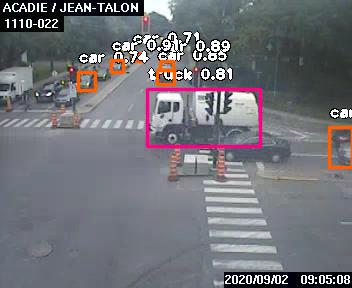 ACADIE / JEAN-TALON
1110-022
car 0.71
car 0.91
0.89
car 0.74
car 0.85
truck 0.81
car
2020/09/02 09:05:08